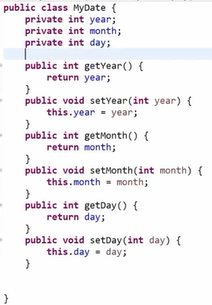 public class MyDate {
    private int year;
    private int month;
    private int day;
    public int getYear() {
        return year;
    }
    public void setYear(int year) {
        this.year = year;
    }
    public int getMonth() {
        return month;
    }
    public void setMonth(int month) {
        this.month = month;
    }
    public int getDay() {
        return day;
    }
    public void setDay(int day) {
        this.day = day;
    }
}